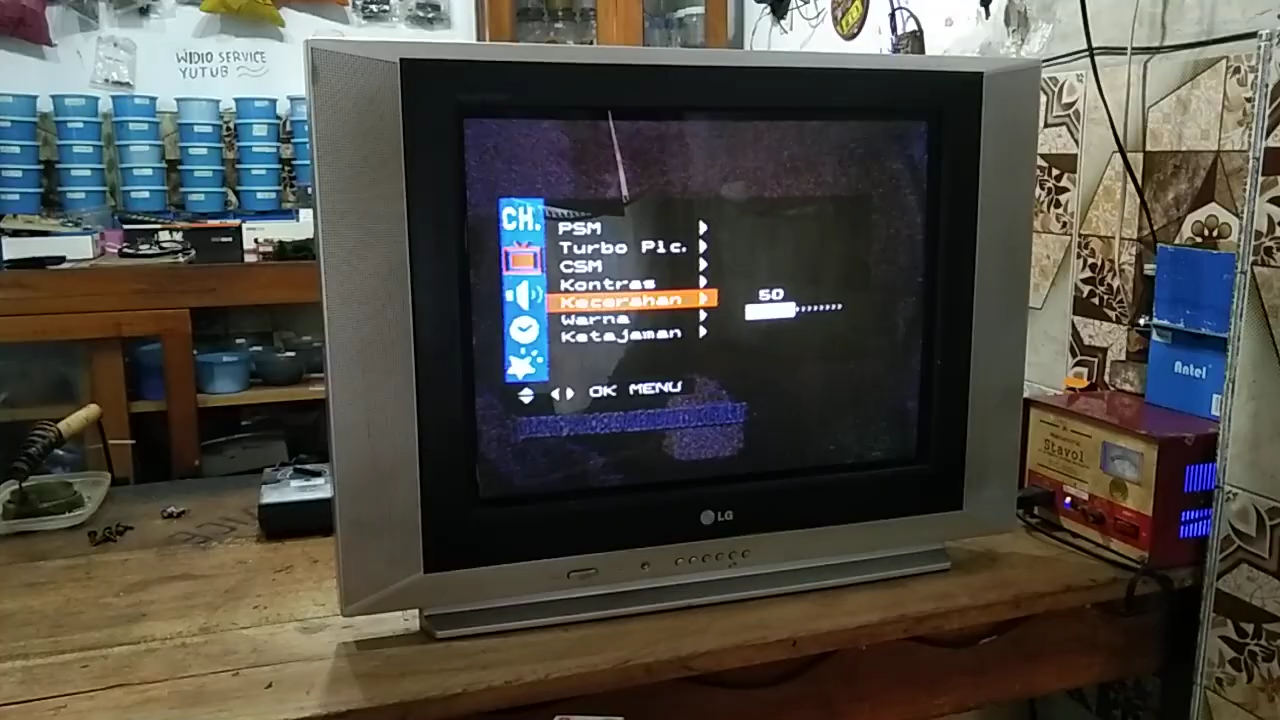 WIDIO SERVICE
YUTUB
CH.
PSM
Turbo Pic.
CSM
Kontras
Kecerahan
50
Warna
Ketajaman
OK MENU
LG
Stavol
Antel